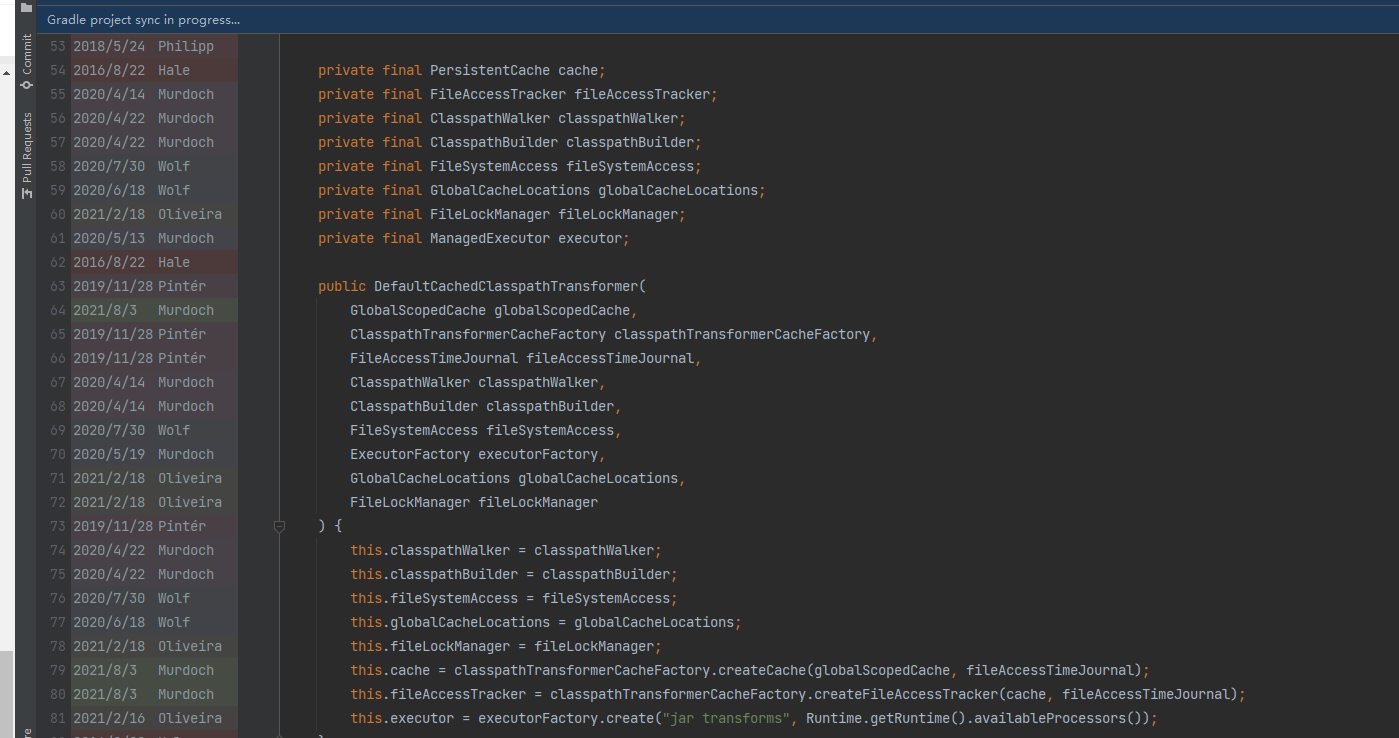 Gradle project sync in progress...
Commit
Pull Requests
53 2018/5/24 Philipp
54 2016/8/22 Hale private final PersistentCache cache;
55 2020/4/14 Murdoch private final FileAccessTracker fileAccessTracker;
56 2020/4/22 Murdoch private final ClasspathWalker classpathWalker;
57 2020/4/22 Murdoch private final ClasspathBuilder classpathBuilder;
58 2020/7/30 Wolf private final FileSystemAccess fileSystemAccess;
59 2020/6/18 Wolf private final GlobalCacheLocations globalCacheLocations;
60 2021/2/18 Oliveira private final FileLockManager fileLockManager;
61 2020/5/13 Murdoch private final ManagedExecutor executor;
62 2016/8/22 Hale
63 2019/11/28 Pintér public DefaultCachedClasspathTransformer(
64 2021/8/3 Murdoch GlobalScopedCache globalScopedCache,
65 2019/11/28 Pintér ClasspathTransformerCacheFactory classpathTransformerCacheFactory,
66 2019/11/28 Pintér FileAccessTimeJournal fileAccessTimeJournal,
67 2020/4/14 Murdoch ClasspathWalker classpathWalker,
68 2020/4/14 Murdoch ClasspathBuilder classpathBuilder,
69 2020/7/30 Wolf FileSystemAccess fileSystemAccess,
70 2020/5/19 Murdoch ExecutorFactory executorFactory,
71 2021/2/18 Oliveira GlobalCacheLocations globalCacheLocations,
72 2021/2/18 Oliveira FileLockManager fileLockManager
73 2019/11/28 Pintér ) {
74 2020/4/22 Murdoch this.classpathWalker = classpathWalker;
75 2020/4/22 Murdoch this.classpathBuilder = classpathBuilder;
76 2020/7/30 Wolf this.fileSystemAccess = fileSystemAccess;
77 2020/6/18 Wolf this.globalCacheLocations = globalCacheLocations;
78 2021/2/18 Oliveira this.fileLockManager = fileLockManager;
79 2021/8/3 Murdoch this.cache = classpathTransformerCacheFactory.createCache(globalScopedCache, fileAccessTimeJournal);
80 2021/8/3 Murdoch this.fileAccessTracker = classpathTransformerCacheFactory.createFileAccessTracker(cache, fileAccessTimeJournal);
81 2021/2/16 Oliveira this.executor = executorFactory.create("jar transforms", Runtime.getRuntime().availableProcessors());